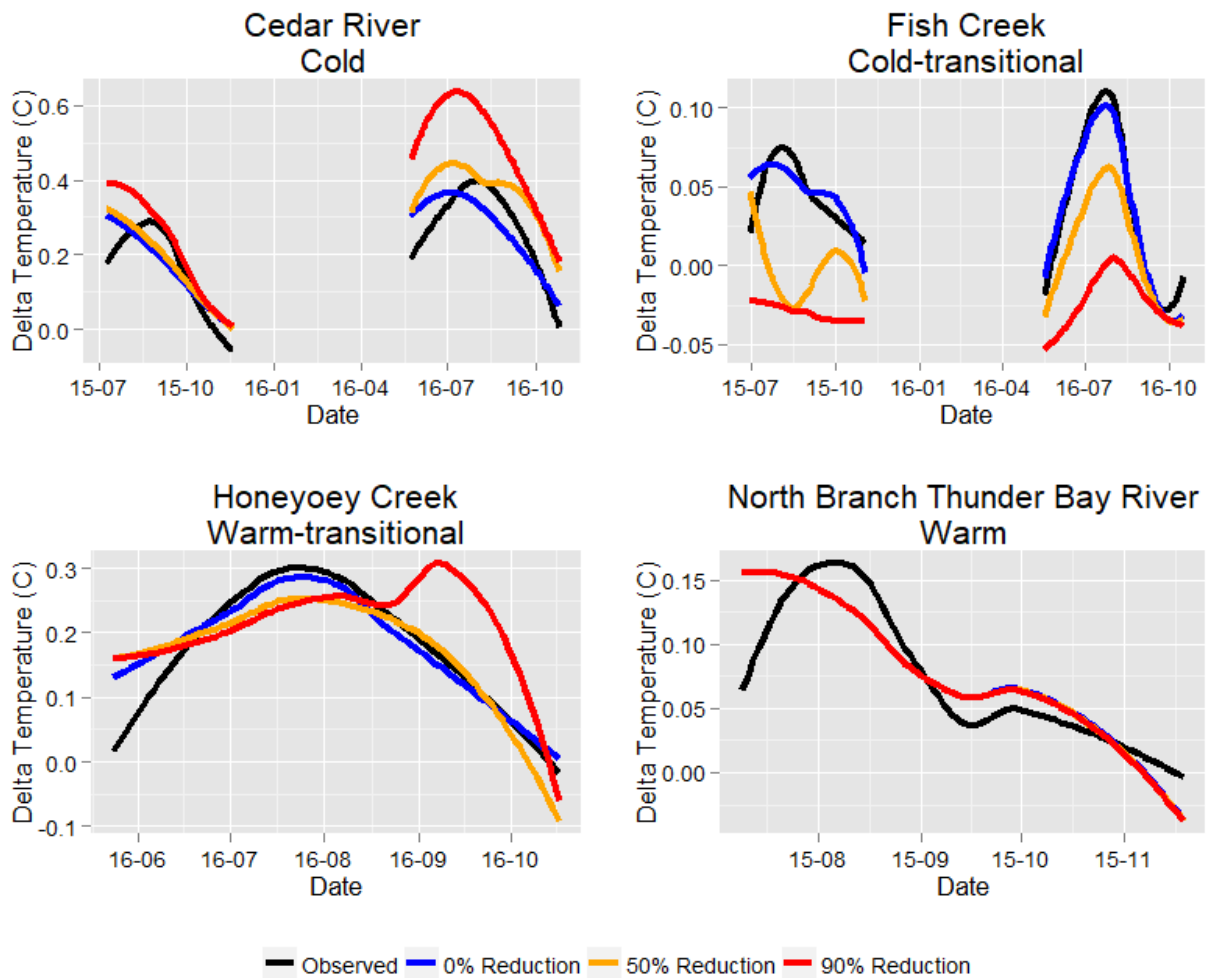 Cedar River
Cold
Delta Temperature (C)
0.6
0.4
0.2
0.0
15-07 15-10 16-01 16-04 16-07 16-10
Date
Fish Creek
Cold-transitional
Delta Temperature (C)
0.10
0.05
0.00
-0.05
15-07 15-10 16-01 16-04 16-07 16-10
Date
Honeyoey Creek
Warm-transitional
Delta Temperature (C)
0.3
0.2
0.1
0.0
-0.1
16-06 16-07 16-08 16-09 16-10
Date
North Branch Thunder Bay River
Warm
Delta Temperature (C)
0.15
0.10
0.05
0.00
15-08 15-09 15-10 15-11
Date
Observed 0% Reduction 50% Reduction 90% Reduction